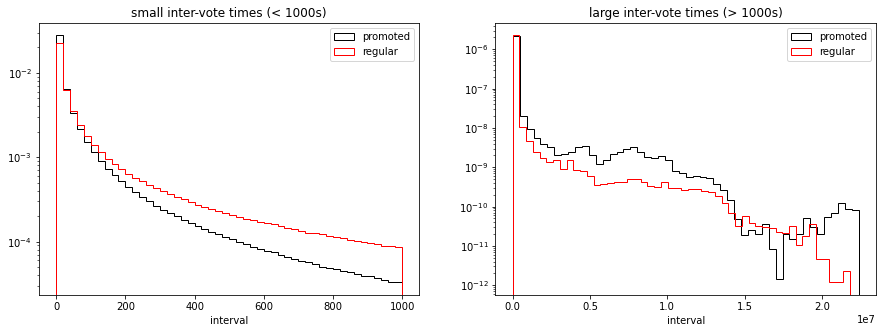 small inter-vote times (< 1000s)
promoted
regular
10⁻²
10⁻³
10⁻⁴
0
200
400
600
800
1000
interval
large inter-vote times (> 1000s)
promoted
regular
10⁻⁶
10⁻⁷
10⁻⁸
10⁻⁹
10⁻¹⁰
10⁻¹¹
10⁻¹²
0.0
0.5
1.0
1.5
2.0
1e7
interval